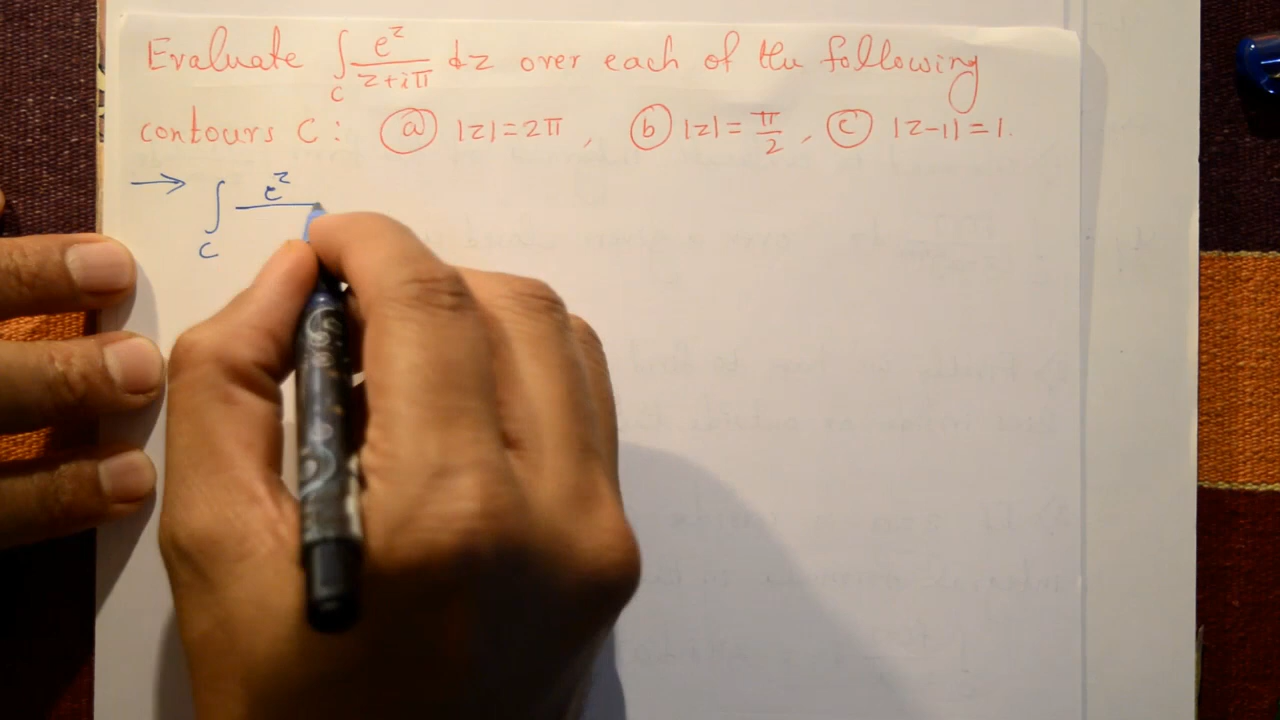 Evaluate ∫_C e^z/(z+iπ) dz over each of the following
contours C: (a) |z|=2π, (b) |z|=π/2, (c) |z-1|=1.
→ ∫_C e^z